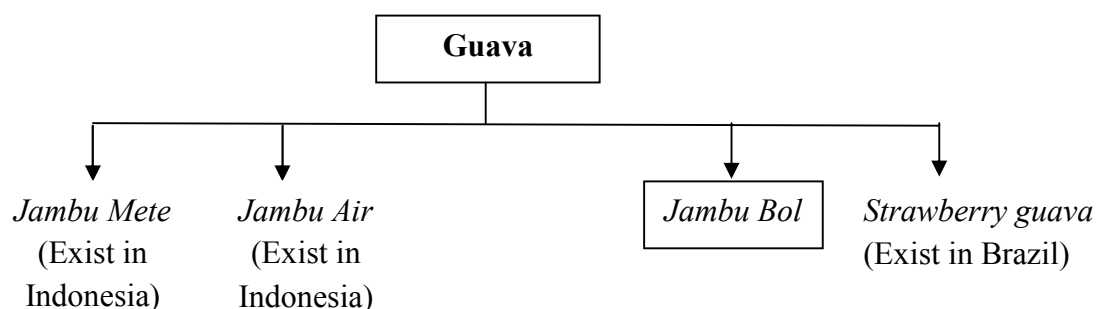 Guava
Jambu Mete
(Exist in
Indonesia)
Jambu Air
(Exist in
Indonesia)
Jambu Bol
Strawberry guava
(Exist in Brazil)